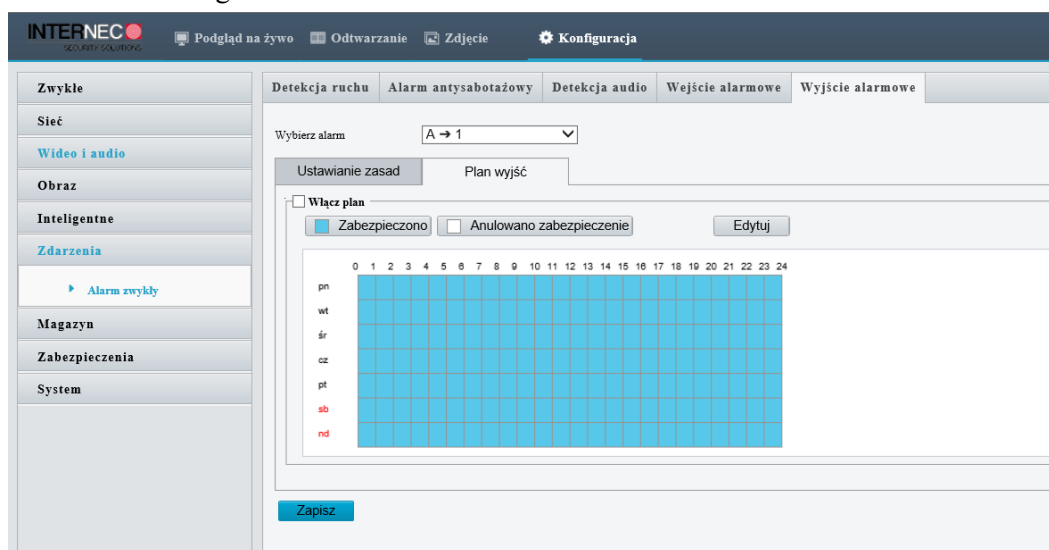 INTERNEC
SECURITY SOLUTIONS
Podgląd na żywo Odtwarzanie Zdjęcie Konfiguracja
Zwykłe
Sieć
Wideo i audio
Obraz
Inteligentne
Zdarzenia
Alarm zwykły
Magazyn
Zabezpieczenia
System
Detekcja ruchu Alarm antysabotażowy Detekcja audio Wejście alarmowe Wyjście alarmowe
Wybierz alarm A ➔ 1
Ustawianie zasad Plan wyjść
Włącz plan
Zabezpieczono Anulowano zabezpieczenie Edytuj
0 1 2 3 4 5 6 7 8 9 10 11 12 13 14 15 16 17 18 19 20 21 22 23 24
pn
wt
śr
cz
pt
sb
nd
Zapisz